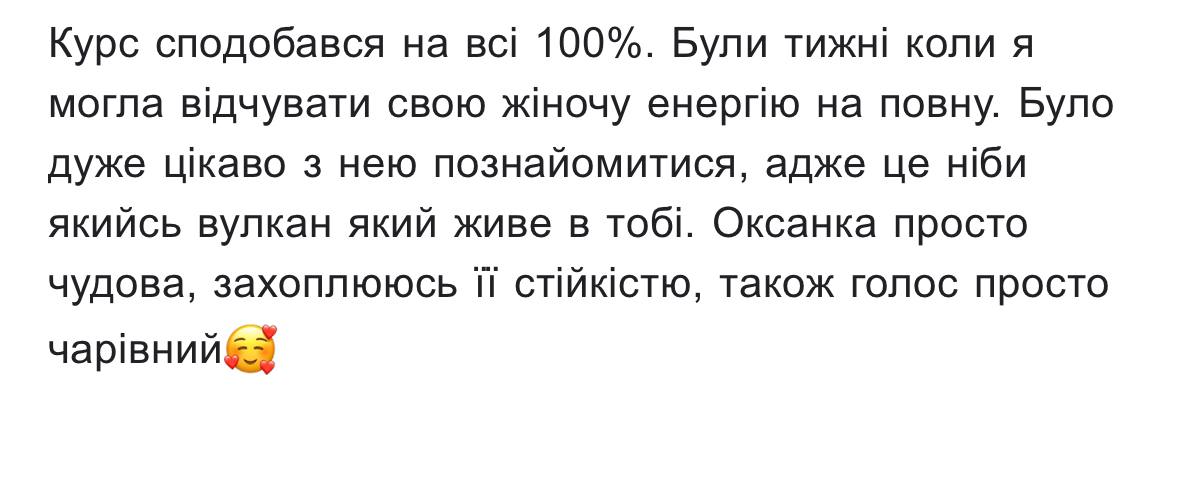 Курс сподобався на всі 100%. Були тижні коли я
могла відчувати свою жіночу енергію на повну. Було
дуже цікаво з нею познайомитися, адже це ніби
якийсь вулкан який живе в тобі. Оксанка просто
чудова, захоплююсь її стійкістю, також голос просто
чарівний🥰